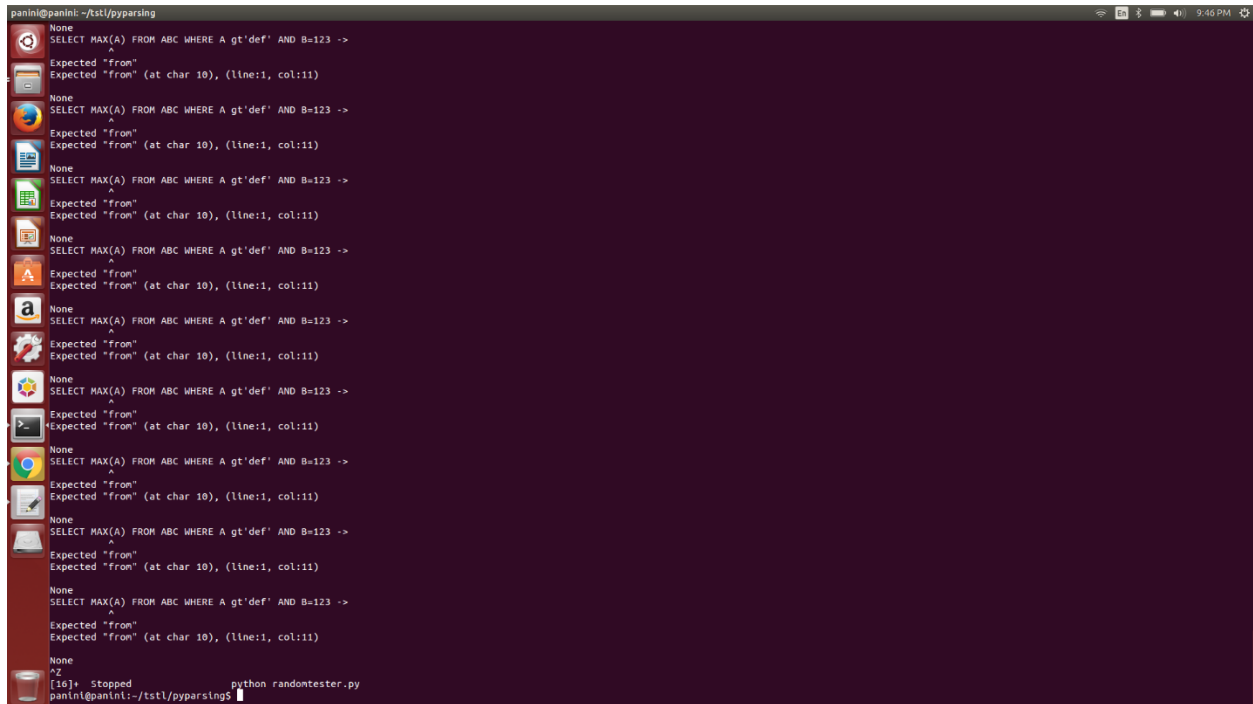 panini@panini: ~/tstl/pyparsing
En
9:46 PM
None
SELECT MAX(A) FROM ABC WHERE A gt'def' AND B=123 ->
^
Expected "from"
Expected "from" (at char 10), (line:1, col:11)
None
SELECT MAX(A) FROM ABC WHERE A gt'def' AND B=123 ->
^
Expected "from"
Expected "from" (at char 10), (line:1, col:11)
None
SELECT MAX(A) FROM ABC WHERE A gt'def' AND B=123 ->
^
Expected "from"
Expected "from" (at char 10), (line:1, col:11)
None
SELECT MAX(A) FROM ABC WHERE A gt'def' AND B=123 ->
^
Expected "from"
Expected "from" (at char 10), (line:1, col:11)
None
SELECT MAX(A) FROM ABC WHERE A gt'def' AND B=123 ->
^
Expected "from"
Expected "from" (at char 10), (line:1, col:11)
None
SELECT MAX(A) FROM ABC WHERE A gt'def' AND B=123 ->
^
Expected "from"
Expected "from" (at char 10), (line:1, col:11)
None
SELECT MAX(A) FROM ABC WHERE A gt'def' AND B=123 ->
^
Expected "from"
Expected "from" (at char 10), (line:1, col:11)
None
SELECT MAX(A) FROM ABC WHERE A gt'def' AND B=123 ->
^
Expected "from"
Expected "from" (at char 10), (line:1, col:11)
None
SELECT MAX(A) FROM ABC WHERE A gt'def' AND B=123 ->
^
Expected "from"
Expected "from" (at char 10), (line:1, col:11)
None
^Z
[16]+  Stopped                 python randomtester.py
panini@panini:~/tstl/pyparsing$